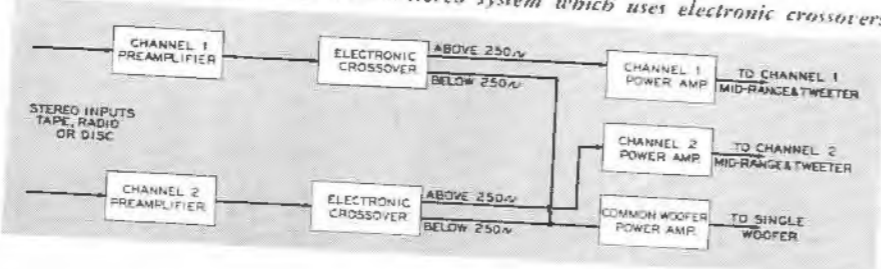 stereo system which uses electronic crossovers
CHANNEL 1
PREAMPLIFIER
ELECTRONIC
CROSSOVER
ABOVE 250~
BELOW 250~
CHANNEL 1
POWER AMP.
TO CHANNEL 1
MID-RANGE & TWEETER
STEREO INPUTS
TAPE, RADIO
OR DISC
CHANNEL 2
POWER AMP.
TO CHANNEL 2
MID-RANGE & TWEETER
CHANNEL 2
PREAMPLIFIER
ELECTRONIC
CROSSOVER
ABOVE 250~
BELOW 250~
COMMON WOOFER
POWER AMP.
TO SINGLE
WOOFER